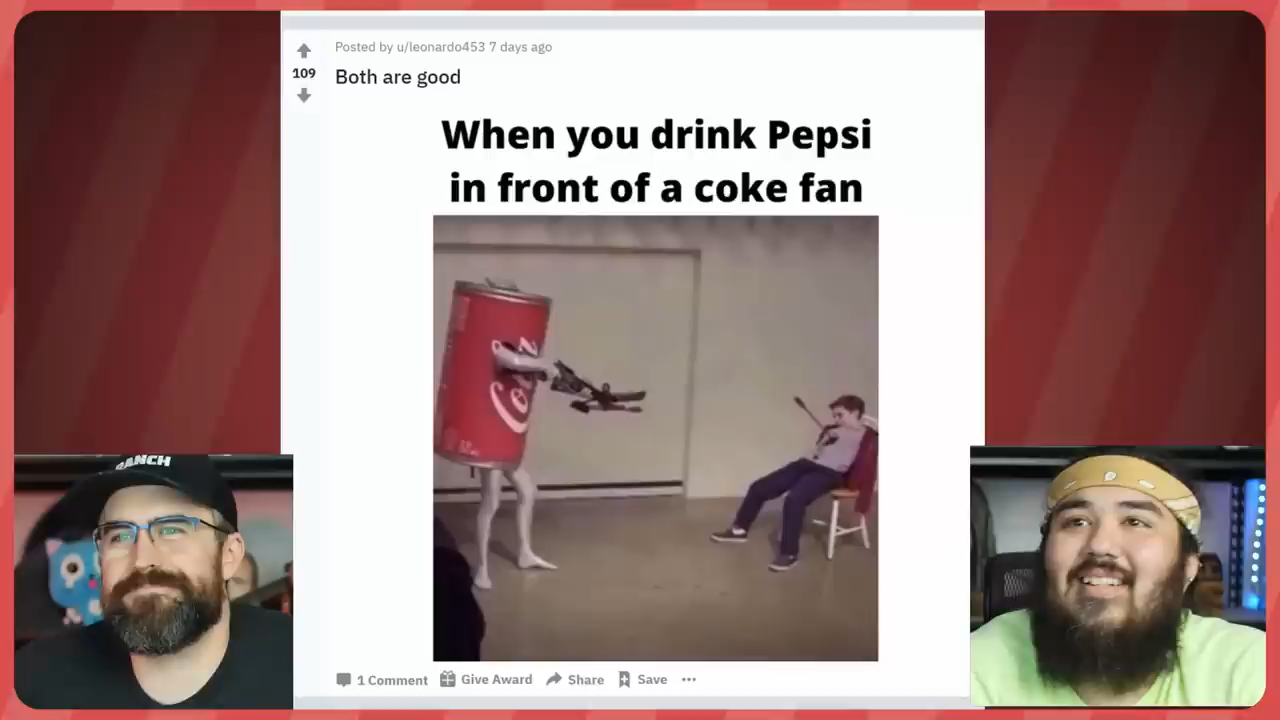 Posted by u/leonardo453 7 days ago
109
Both are good
When you drink Pepsi
in front of a coke fan
RANCH
1 Comment
Give Award
Share
Save